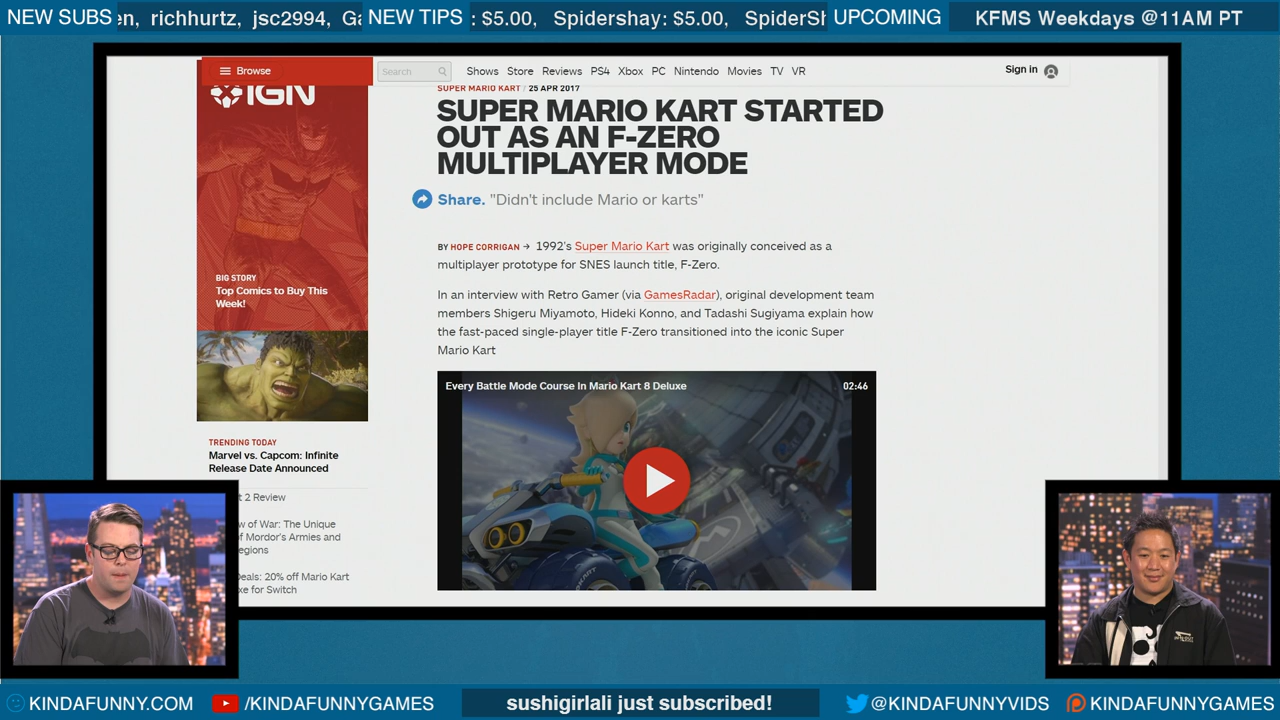 NEW SUBS
en, richhurtz, jsc2994, Ga
NEW TIPS
: $5.00, Spidershay: $5.00, SpiderSh
UPCOMING
KFMS Weekdays @11AM PT
Browse
Search
Shows Store Reviews PS4 Xbox PC Nintendo Movies TV VR
Sign in
IGN
BIG STORY
Top Comics to Buy This
Week!
TRENDING TODAY
Marvel vs. Capcom: Infinite
Release Date Announced
t 2 Review
w of War: The Unique
of Mordor's Armies and
egions
Deals: 20% off Mario Kart
xe for Switch
SUPER MARIO KART / 25 APR 2017
SUPER MARIO KART STARTED
OUT AS AN F-ZERO
MULTIPLAYER MODE
Share. "Didn't include Mario or karts"
BY HOPE CORRIGAN → 1992's Super Mario Kart was originally conceived as a
multiplayer prototype for SNES launch title, F-Zero.
In an interview with Retro Gamer (via GamesRadar), original development team
members Shigeru Miyamoto, Hideki Konno, and Tadashi Sugiyama explain how
the fast-paced single-player title F-Zero transitioned into the iconic Super
Mario Kart
Every Battle Mode Course In Mario Kart 8 Deluxe
02:46
KINDAFUNNY.COM
/KINDAFUNNYGAMES
sushigirlali just subscribed!
@KINDAFUNNYVIDS
KINDAFUNNYGAMES